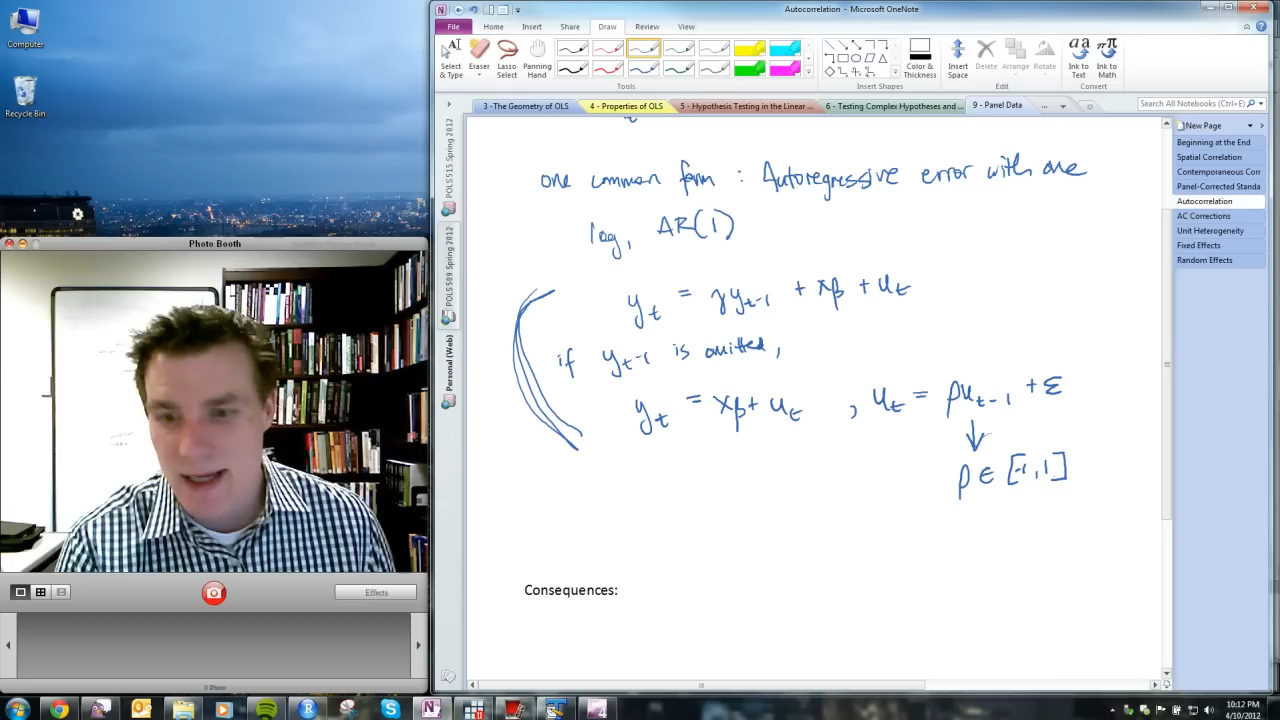 Computer
Recycle Bin
Autocorrelation - Microsoft OneNote
File Home Insert Share Draw Review View
Select & Type
Eraser
Lasso Select
Panning Hand
Tools
Insert Shapes
Color & Thickness
Insert Space
Delete
Arrange
Rotate
Edit
Ink to Text
Ink to Math
Convert
3 -The Geometry of OLS
4 - Properties of OLS
5 - Hypothesis Testing in the Linear ...
6 - Testing Complex Hypotheses and ...
9 - Panel Data
...
Search All Notebooks (Ctrl+E)
POLS 515 Spring 2012
POLS 509 Spring 2012
Personal (Web)
New Page
Beginning at the End
Spatial Correlation
Contemporaneous Corr
Panel-Corrected Standa
Autocorrelation
AC Corrections
Unit Heterogeneity
Fixed Effects
Random Effects
one common form : Autoregressive error with one
lag, AR(1)
y_t = γy_t-1 + xβ + u_t
if y_t-1 is omitted,
y_t = xβ + u_t , u_t = ρu_t-1 + ε
↓
ρ ∈ [-1,1]
Consequences:
Photo Booth
Effects
0 Photo
10:12 PM
4/10/2012